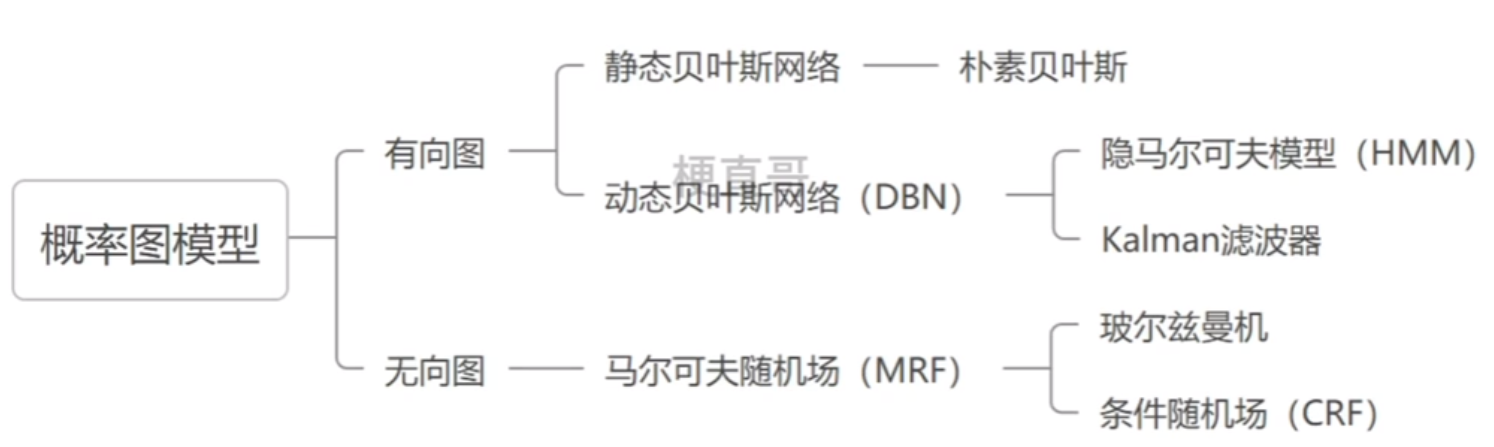 静态贝叶斯网络
朴素贝叶斯
有向图
隐马尔可夫模型（HMM）
梗直哥
动态贝叶斯网络（DBN）
概率图模型
Kalman滤波器
玻尔兹曼机
无向图
马尔可夫随机场（MRF）
条件随机场（CRF）